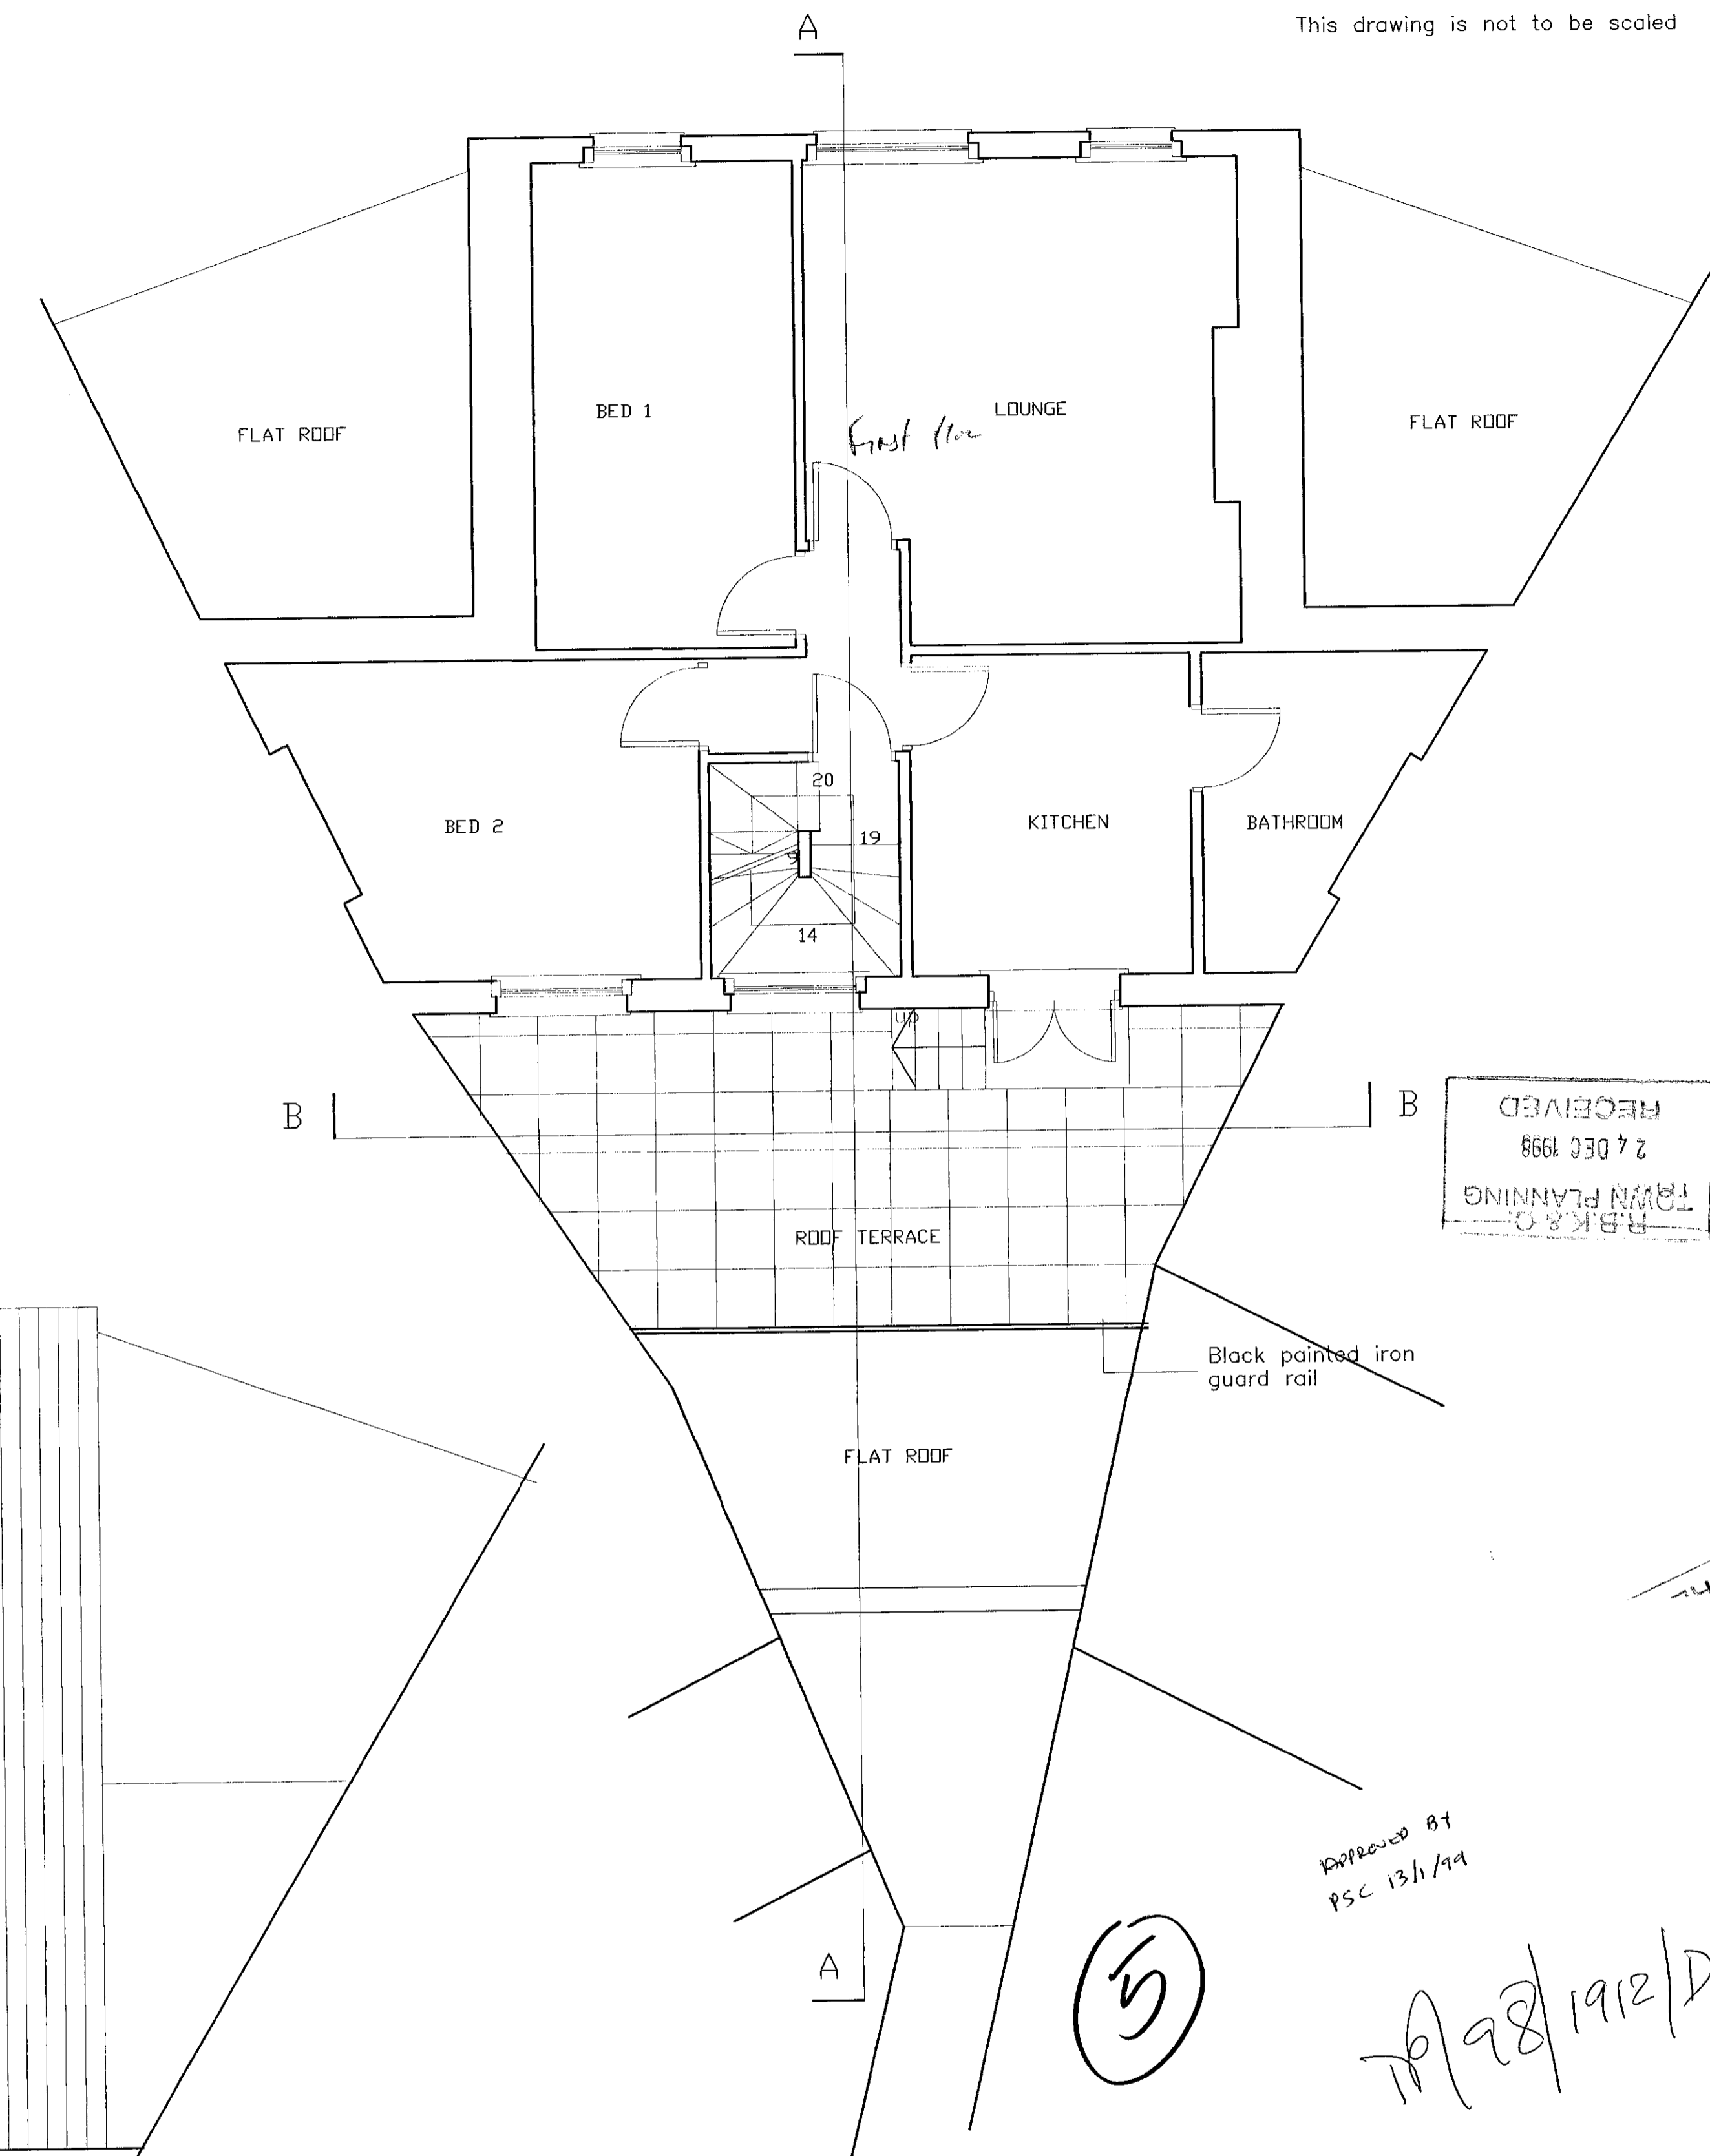 This drawing is not to be scaled
A
FLAT ROOF
BED 1
LOUNGE
FLAT ROOF
First
BED 2
20
19
9
14
KITCHEN
BATHROOM
up
B
B
R.B.K.& C.
TOWN PLANNING
24 DEC 1998
RECEIVED
ROOF TERRACE
Black painted iron
guard rail
FLAT ROOF
APPROVED BY
PSC 13/1/99
A
5
TP/98/1912/D